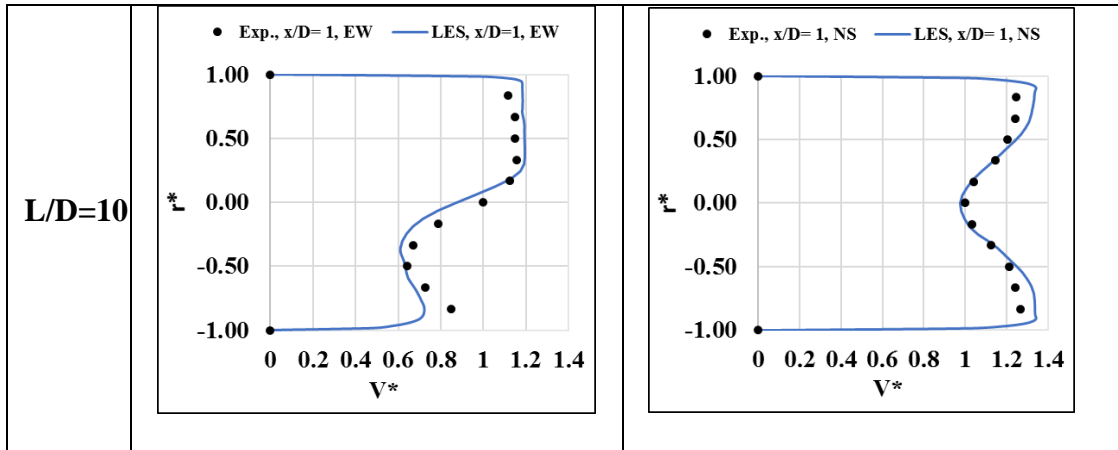 L/D=10
Exp., x/D= 1, EW LES, x/D=1, EW
1.00
0.50
0.00
-0.50
-1.00
r*
0 0.2 0.4 0.6 0.8 1 1.2 1.4
V*
Exp., x/D= 1, NS LES, x/D= 1, NS
1.00
0.50
0.00
-0.50
-1.00
r*
0 0.2 0.4 0.6 0.8 1 1.2 1.4
V*